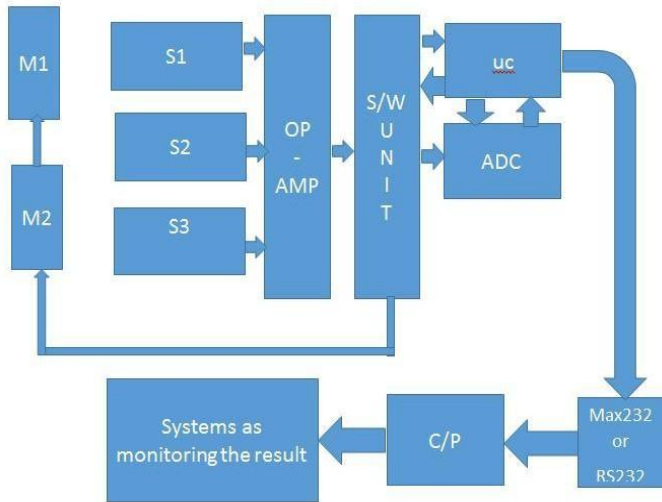 M1
M2
S1
S2
S3
OP
-
AMP
S/W
U
N
I
T
uc
ADC
Max232
or
RS232
C/P
Systems as
monitoring the result